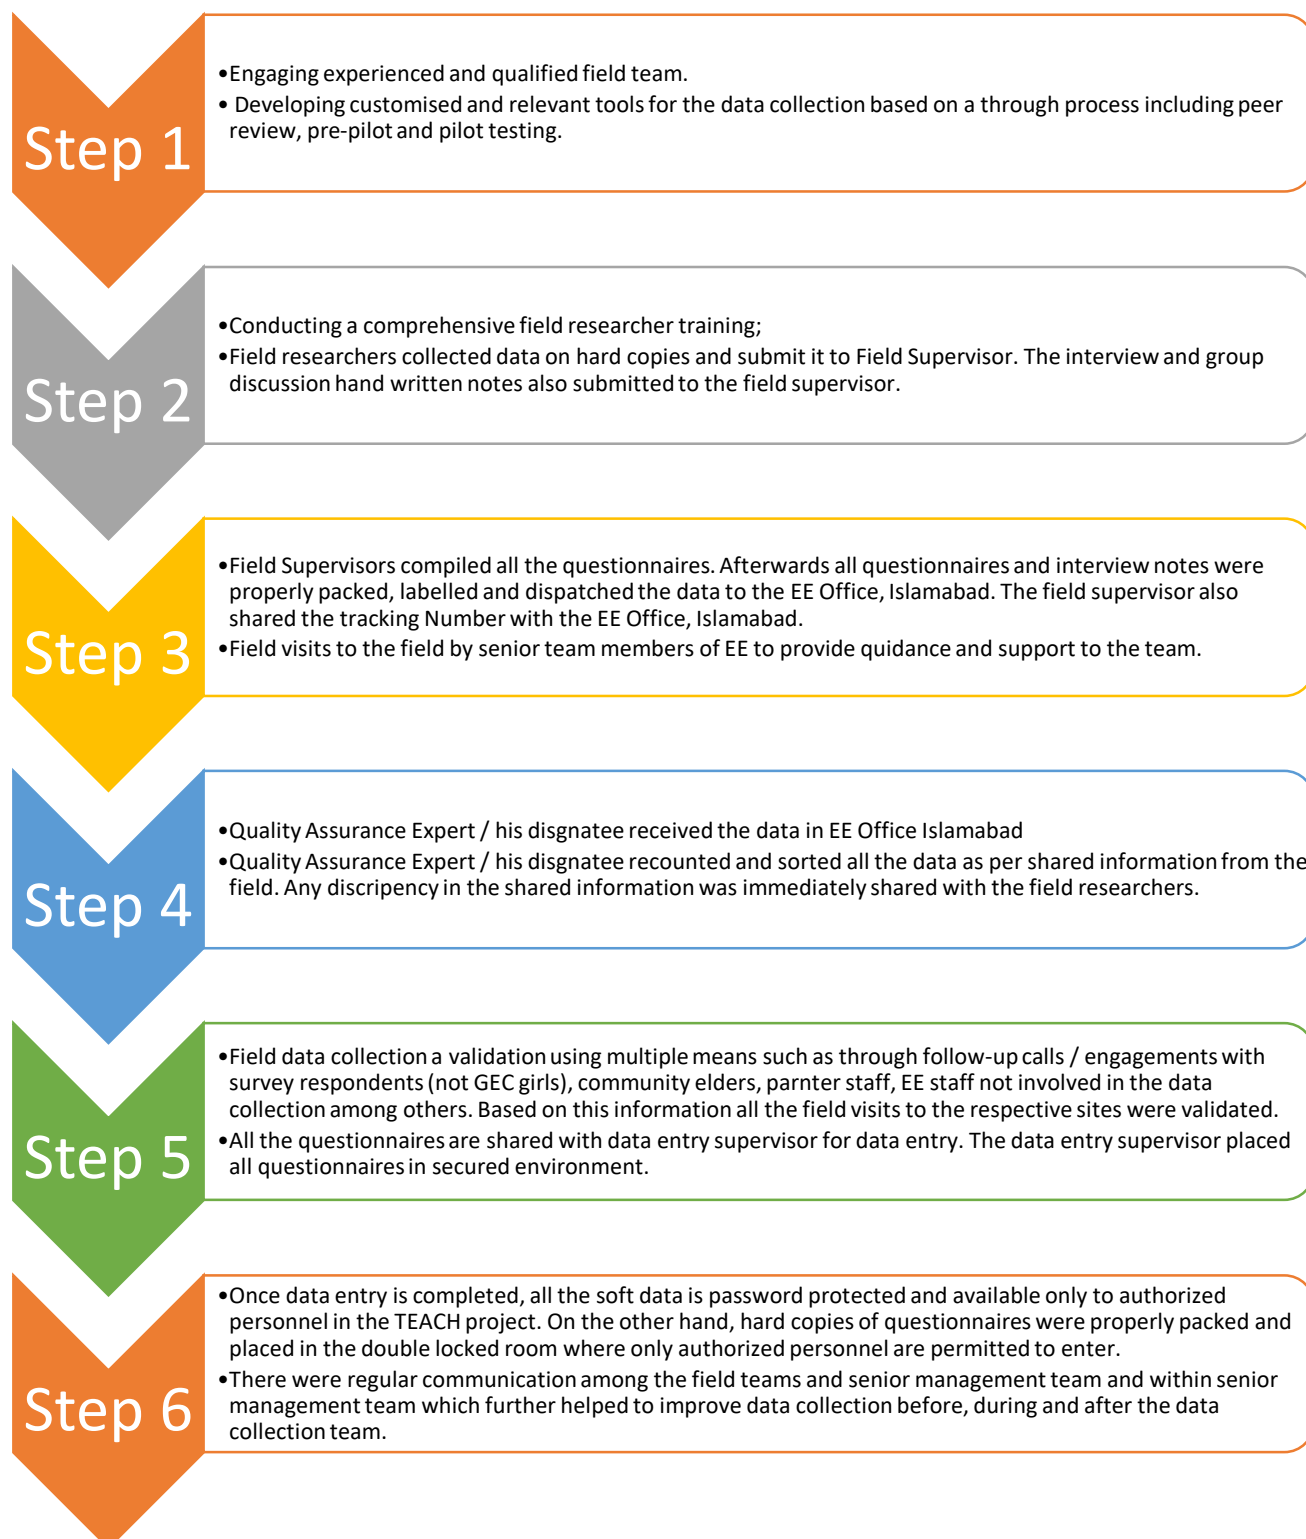 Step 1
•Engaging experienced and qualified field team.
• Developing customised and relevant tools for the data collection based on a through process including peer
review, pre-pilot and pilot testing.
Step 2
•Conducting a comprehensive field researcher training;
•Field researchers collected data on hard copies and submit it to Field Supervisor. The interview and group
discussion hand written notes also submitted to the field supervisor.
Step 3
•Field Supervisors compiled all the questionnaires. Afterwards all questionnaires and interview notes were
properly packed, labelled and dispatched the data to the EE Office, Islamabad. The field supervisor also
shared the tracking Number with the EE Office, Islamabad.
•Field visits to the field by senior team members of EE to provide quidance and support to the team.
Step 4
•Quality Assurance Expert / his disgnatee received the data in EE Office Islamabad
•Quality Assurance Expert / his disgnatee recounted and sorted all the data as per shared information from the
field. Any discripency in the shared information was immediately shared with the field researchers.
Step 5
•Field data collection a validation using multiple means such as through follow-up calls / engagements with
survey respondents (not GEC girls), community elders, parnter staff, EE staff not involved in the data
collection among others. Based on this information all the field visits to the respective sites were validated.
•All the questionnaires are shared with data entry supervisor for data entry. The data entry supervisor placed
all questionnaires in secured environment.
Step 6
•Once data entry is completed, all the soft data is password protected and available only to authorized
personnel in the TEACH project. On the other hand, hard copies of questionnaires were properly packed and
placed in the double locked room where only authorized personnel are permitted to enter.
•There were regular communication among the field teams and senior management team and within senior
management team which further helped to improve data collection before, during and after the data
collection team.